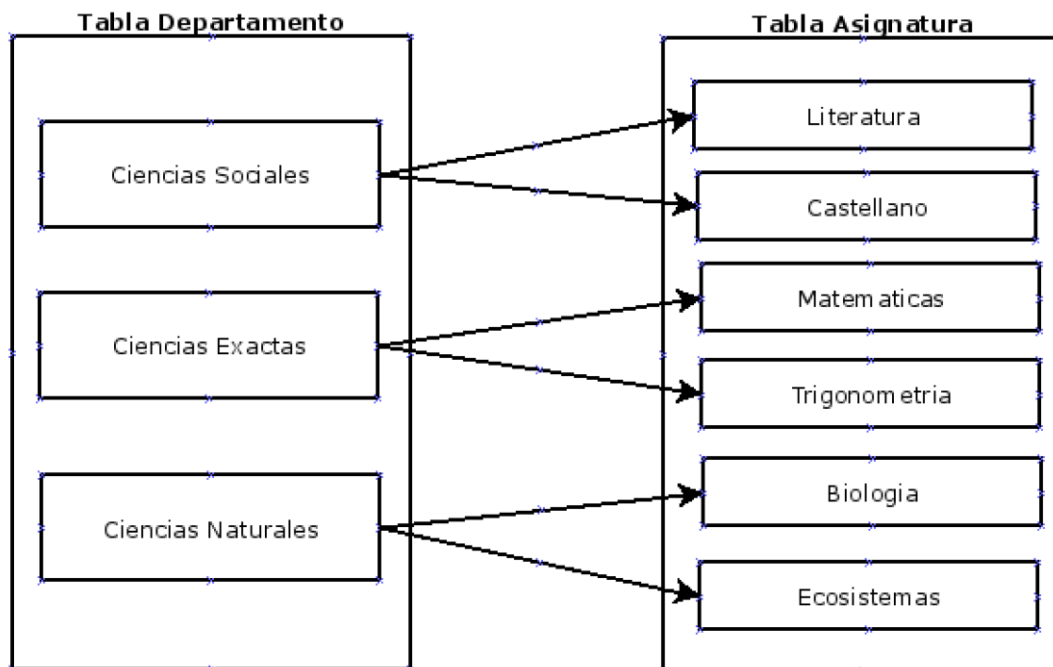 Tabla Departamento
Tabla Asignatura
Ciencias Sociales
Literatura
Castellano
Ciencias Exactas
Matematicas
Trigonometria
Ciencias Naturales
Biologia
Ecosistemas